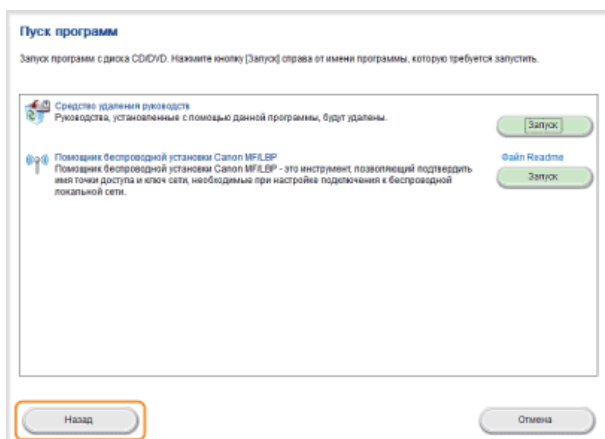 Пуск программ
Запуск программ с диска CD/DVD. Нажмите кнопку [Запуск] справа от имени программы, которую требуется запустить.
Средство удаления руководств
Руководства, установленные с помощью данной программы, будут удалены.
Запуск
Помощник беспроводной установки Canon MF/LBP
Файл Readme
Помощник беспроводной установки Canon MF/LBP - это инструмент, позволяющий подтвердить
имя точки доступа и ключ сети, необходимые при настройке подключения к беспроводной
локальной сети.
Запуск
Назад
Отмена